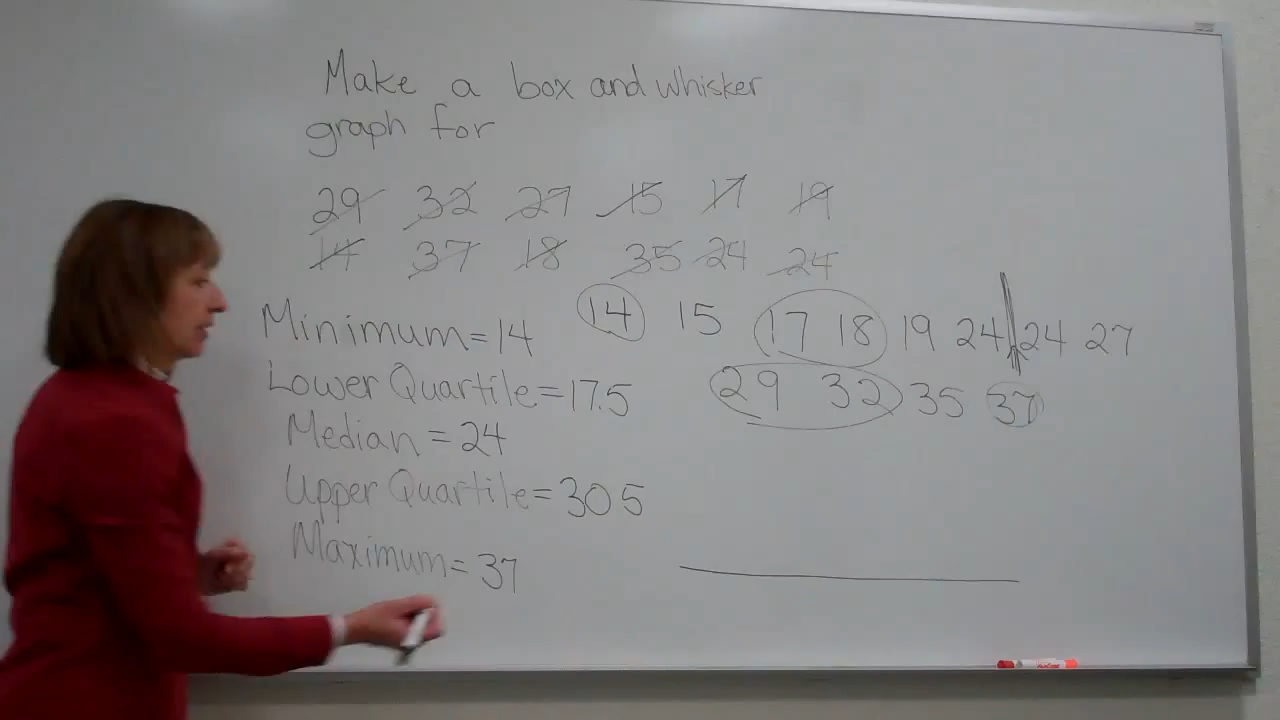 Make a box and whisker
graph for
29 32 27 15 17 19
14 37 18 35 24 24
Minimum=14
Lower Quartile=17.5
Median=24
Upper Quartile=30 5
Maximum=37
14 15 17 18 19 24 24 27
29 32 35 37